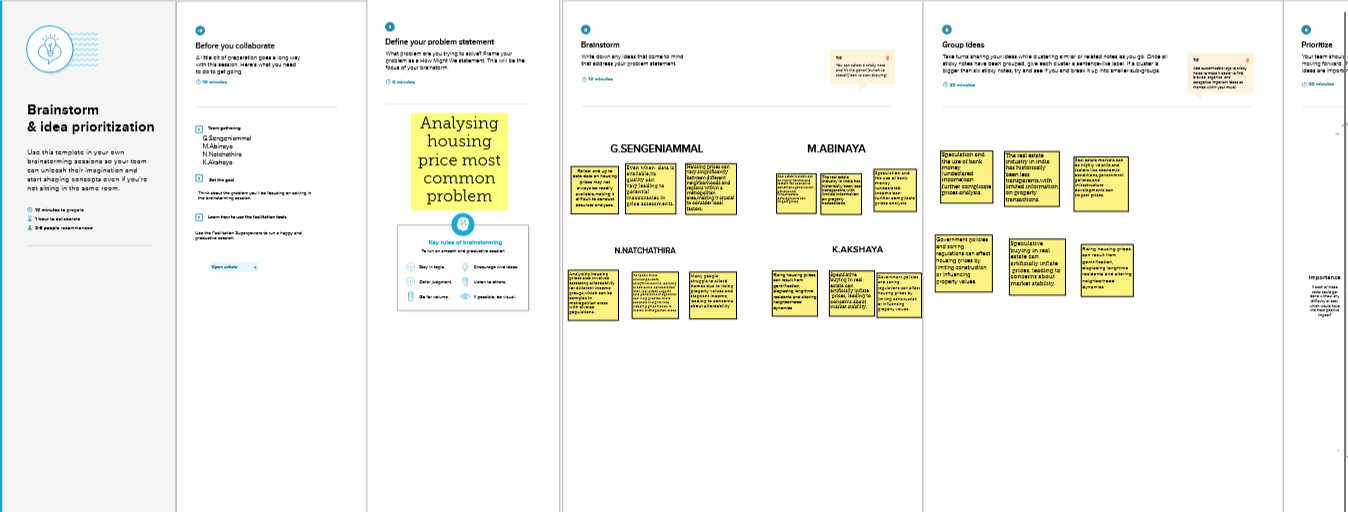 Brainstorm
& idea prioritization
Use this template in your own
brainstorming sessions so your team
can unleash their imagination and
start shaping concepts even if you're
not sitting in the same room.
10 minutes to prepare
1 hour to collaborate
2-8 people recommended
Before you collaborate
A little bit of preparation goes a long way
with this session. Here's what you need
to do to get going.
10 minutes
Team gathering
G.Sengeniammal
M.Abinaya
N.Natchathira
K.Akshaya
Set the goal
Think about the problem you'll be focusing on solving in
the brainstorming session.
Learn how to use the facilitation tools
Use the Facilitation Superpowers to run a happy and
productive session.
Open article
1
Define your problem statement
What problem are you trying to solve? Frame your
problem as a How Might We statement. This will be the
focus of your brainstorm.
5 minutes
Analysing
housing
price most
common
problem
Key rules of brainstorming
To run an smooth and productive session
Stay in topic.
Encourage wild ideas.
Defer judgment.
Listen to others.
Go for volume.
If possible, be visual.
Brainstorm
Write down any ideas that come to mind
that address your problem statement.
10 minutes
TIP
You can select a sticky note
and hit the pencil [switch to
sketch] icon to start drawing!
G.SENGENIAMMAL
Reliabl and up to
date data on housing
prices may not
always be readily
available,making it
difficult to conduct
accurate analyses.
Even when data is
available,its
quality can
vary,leading to
potential
inaccuracies in
price assessments.
Housing prices can
vary significantly
between different
neighborhoods and
regions within a
metropolitan
area,making it crucial
to consider local
factors.
M.ABINAYA
The real estate
industry in India has
historically been less
transparents,with
limited information
on property
transactions.
Speculation and
the use of bank
money
(undeclared
income)can
further complicate
prices analysis.
N.NATCHATHIRA
Analysing housing
prices also involves
assessing affordability
for different income
groups,which can be
complex in
metropolitan areas
with diverse
populations.
Many people
struggle to afford
homes due to rising
property values and
stagnant income,
leading to concerns
about affordability.
K.AKSHAYA
Rising housing prices
can result from
gentrification,
displacing longtime
residents and altering
neighborhood
dynamics
Speculative
buying in real
estate can
artificially inflate
prices, leading to
concerns about
market stability.
Government policies
and zoning
regulations can affect
housing prices by
limiting construction
or influencing
property values.
Group ideas
Take turns sharing your ideas while clustering similar or related notes as you go. Once all
sticky notes have been grouped, give each cluster a sentence-like label. If a cluster is
bigger than six sticky notes, try and see if you and break it up into smaller sub-groups.
20 minutes
TIP
Add customizable tags to sticky
notes to make it easier to find,
browse, organize, and
categorize important ideas as
themes within your mural.
Speculation and
the use of bank
money
(undeclared
income)can
further complicate
prices analysis.
The real estate
industry in India
has historically
been less
transparents,with
limited information
on property
transactions.
Real estate markets can
be highly volatile,and
factors like economic
conditions,government
policies,and
infrastructure
developments can
impact prices.
Government policies
and zoning
regulations can affect
housing prices by
limiting construction
or influencing
property values.
Speculative
buying in real
estate can
artificially inflate
prices, leading to
concerns about
market stability.
Rising housing prices
can result from
gentrification,
displacing longtime
residents and altering
neighborhood
dynamics
Prioritize
Your team shou
moving forward.
ideas are impor
20 minutes
Importance
If each of these
tasks could get
done without any
difficulty or cost,
which would have
the most positive
impact?